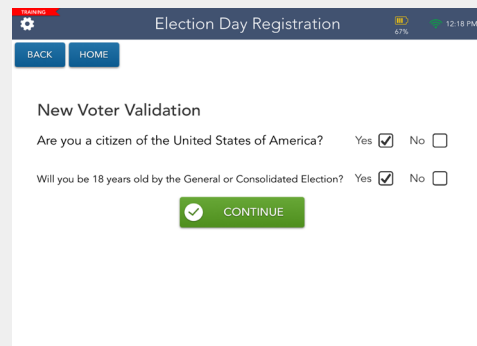 TRAINING
Election Day Registration
67%
12:18 PM
BACK HOME
New Voter Validation
Are you a citizen of the United States of America? Yes No
Will you be 18 years old by the General or Consolidated Election? Yes No
CONTINUE